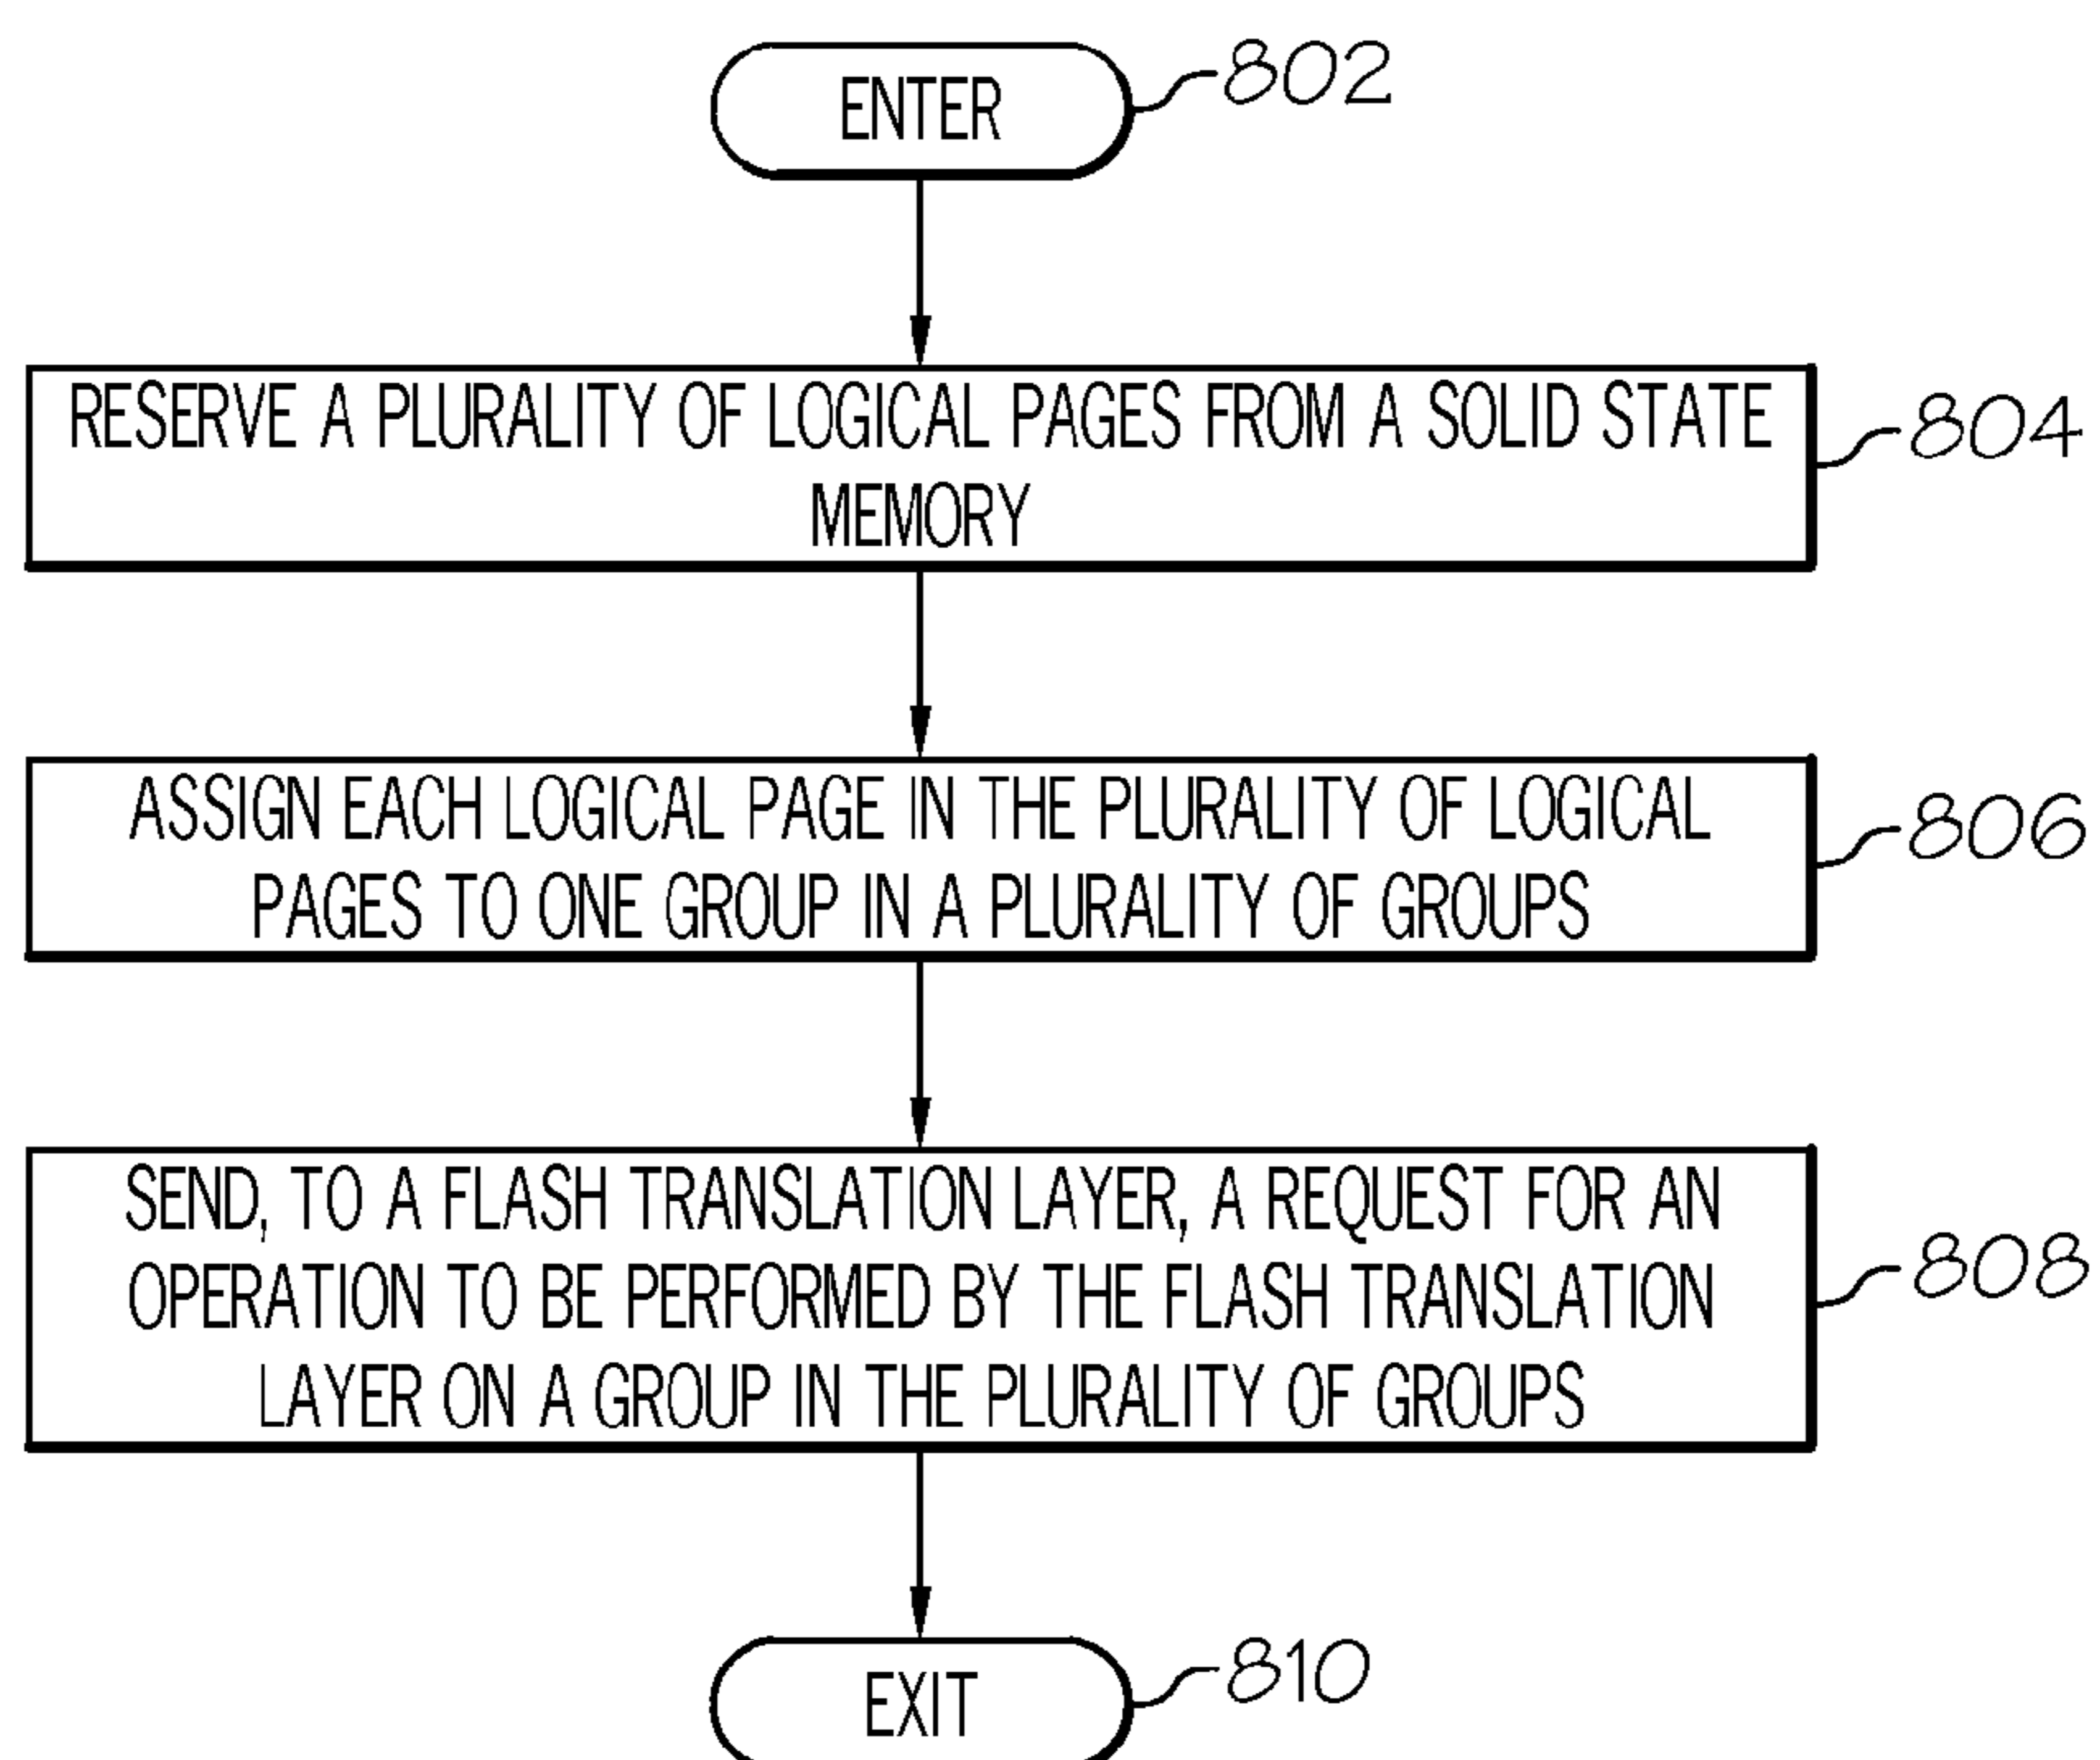 ENTER
802
RESERVE A PLURALITY OF LOGICAL PAGES FROM A SOLID STATE
MEMORY
804
ASSIGN EACH LOGICAL PAGE IN THE PLURALITY OF LOGICAL
PAGES TO ONE GROUP IN A PLURALITY OF GROUPS
806
SEND, TO A FLASH TRANSLATION LAYER, A REQUEST FOR AN
OPERATION TO BE PERFORMED BY THE FLASH TRANSLATION
LAYER ON A GROUP IN THE PLURALITY OF GROUPS
808
EXIT
810